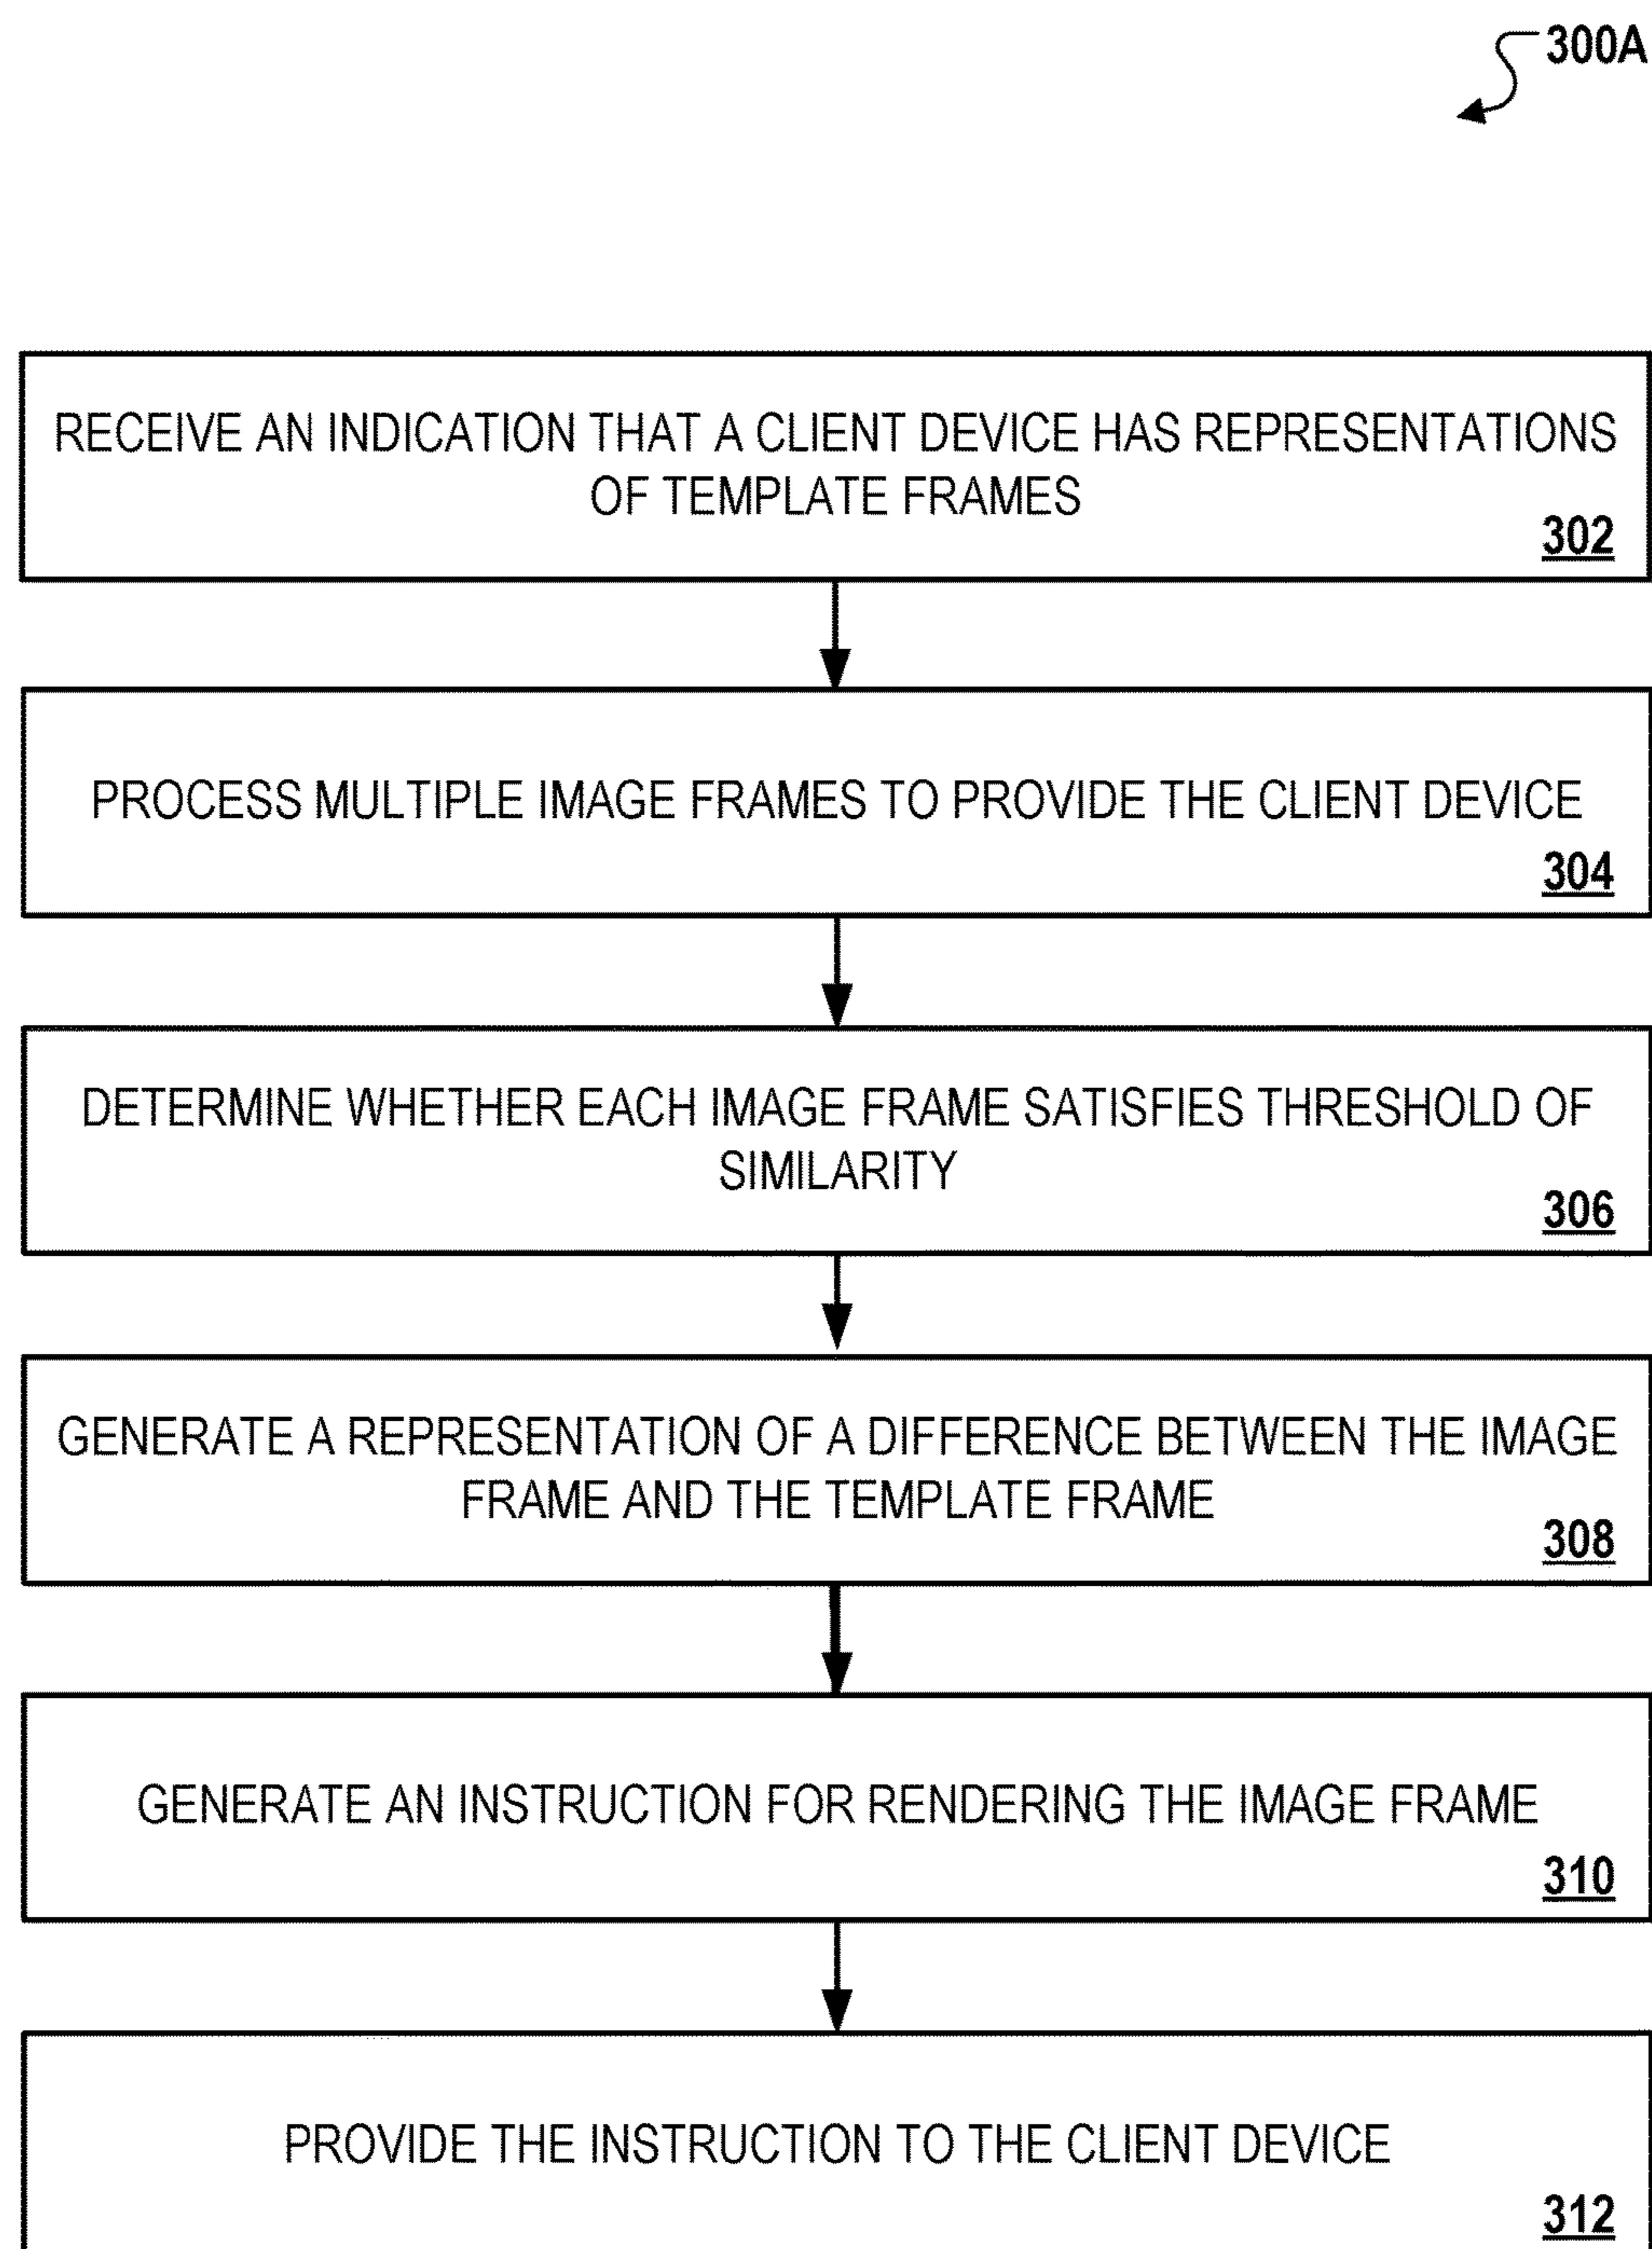 300A
RECEIVE AN INDICATION THAT A CLIENT DEVICE HAS REPRESENTATIONS
OF TEMPLATE FRAMES
302
PROCESS MULTIPLE IMAGE FRAMES TO PROVIDE THE CLIENT DEVICE
304
DETERMINE WHETHER EACH IMAGE FRAME SATISFIES THRESHOLD OF
SIMILARITY
306
GENERATE A REPRESENTATION OF A DIFFERENCE BETWEEN THE IMAGE
FRAME AND THE TEMPLATE FRAME
308
GENERATE AN INSTRUCTION FOR RENDERING THE IMAGE FRAME
310
PROVIDE THE INSTRUCTION TO THE CLIENT DEVICE
312